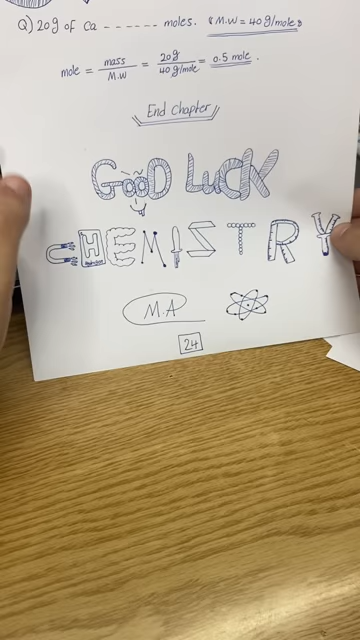 Q) 20g of Ca ------ moles. (M.W = 40 g/mole)
mole = mass / M.W = 20g / 40 g/mole = 0.5 mole.
End Chapter
GOOD LUCK
CHEMISTRY
M.A
24